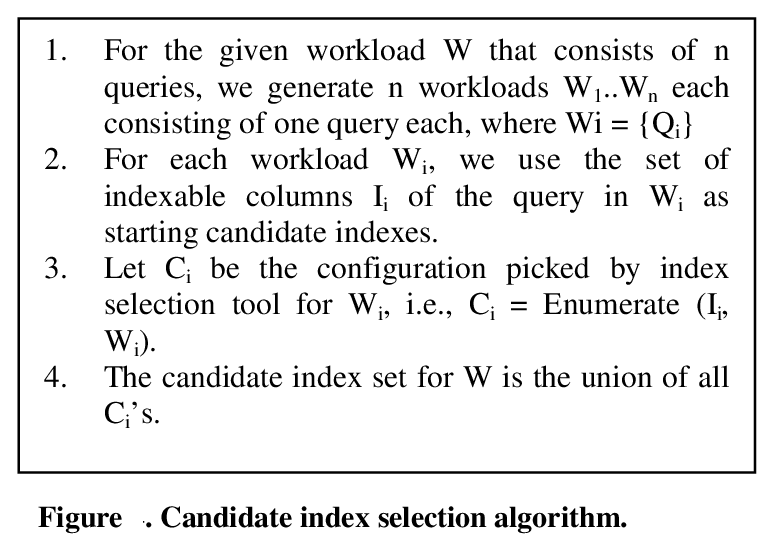 1. For the given workload W that consists of n
queries, we generate n workloads W1..Wn each
consisting of one query each, where Wi = {Qi}
2. For each workload Wi, we use the set of
indexable columns Ii of the query in Wi as
starting candidate indexes.
3. Let Ci be the configuration picked by index
selection tool for Wi, i.e., Ci = Enumerate (Ii,
Wi).
4. The candidate index set for W is the union of all
Ci's.
Figure . Candidate index selection algorithm.